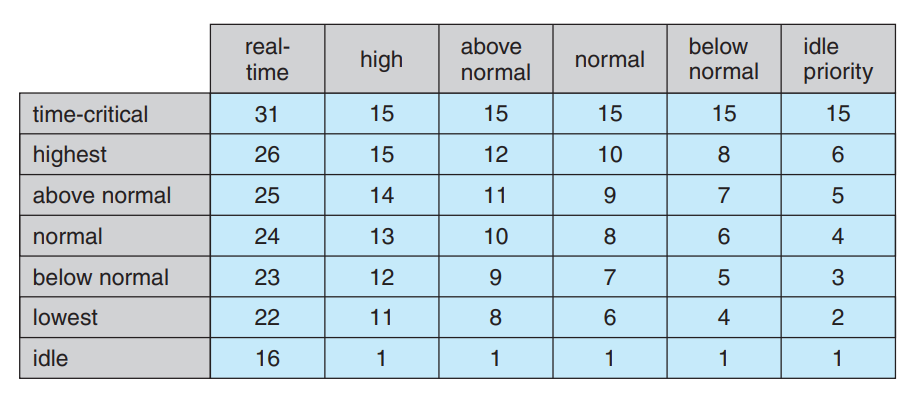 real-time high above normal normal below normal idle priority
time-critical 31 15 15 15 15 15
highest 26 15 12 10 8 6
above normal 25 14 11 9 7 5
normal 24 13 10 8 6 4
below normal 23 12 9 7 5 3
lowest 22 11 8 6 4 2
idle 16 1 1 1 1 1